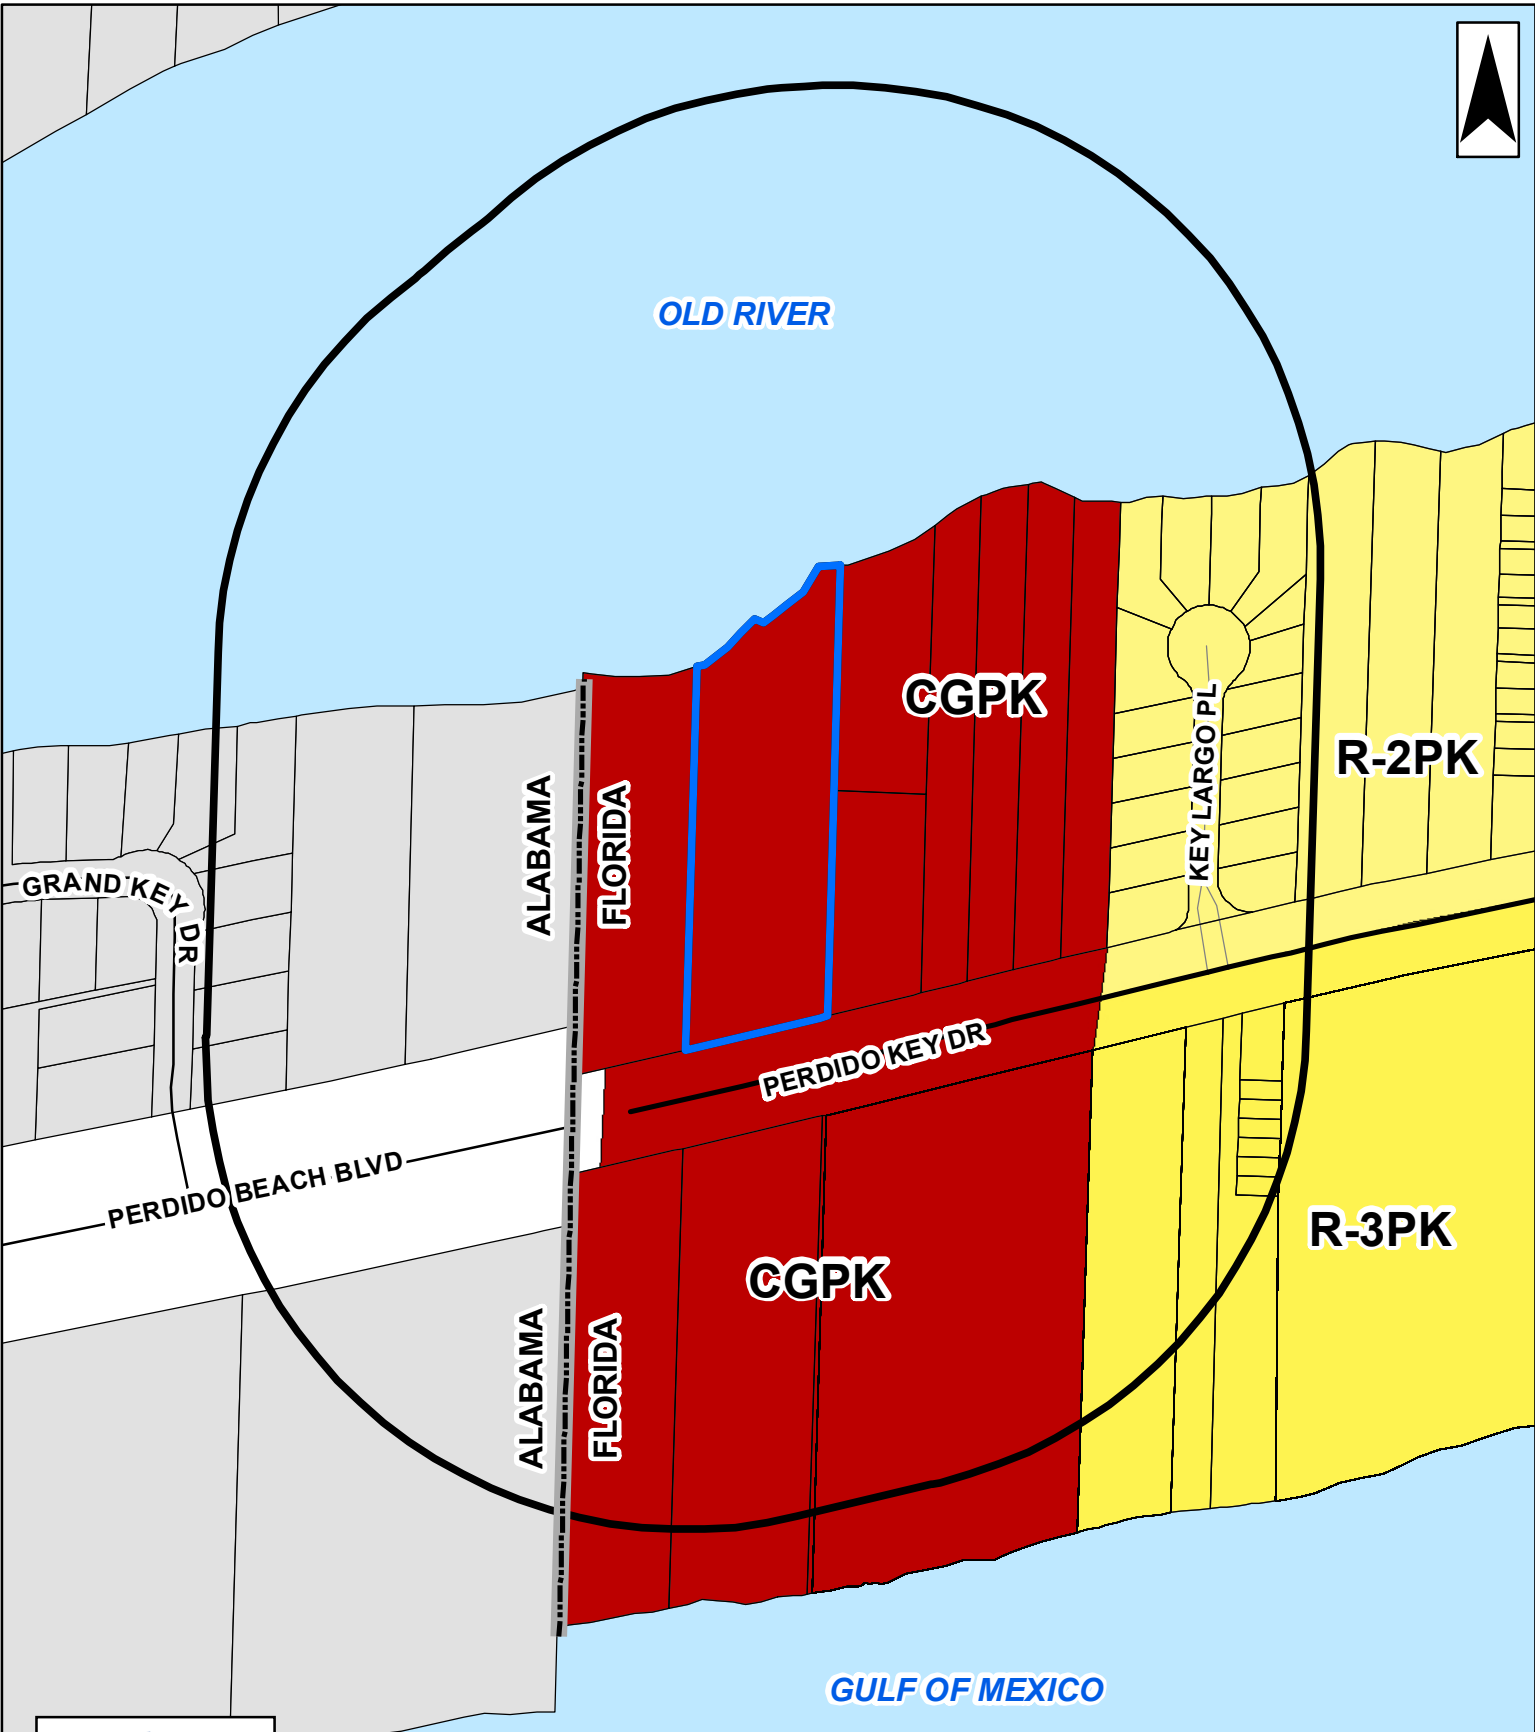 OLD RIVER
CGPK
R-2PK
KEY LARGO PL
ALABAMA
FLORIDA
GRAND KEY DR
PERDIDO KEY DR
PERDIDO BEACH BLVD
R-3PK
CGPK
ALABAMA
FLORIDA
GULF OF MEXICO